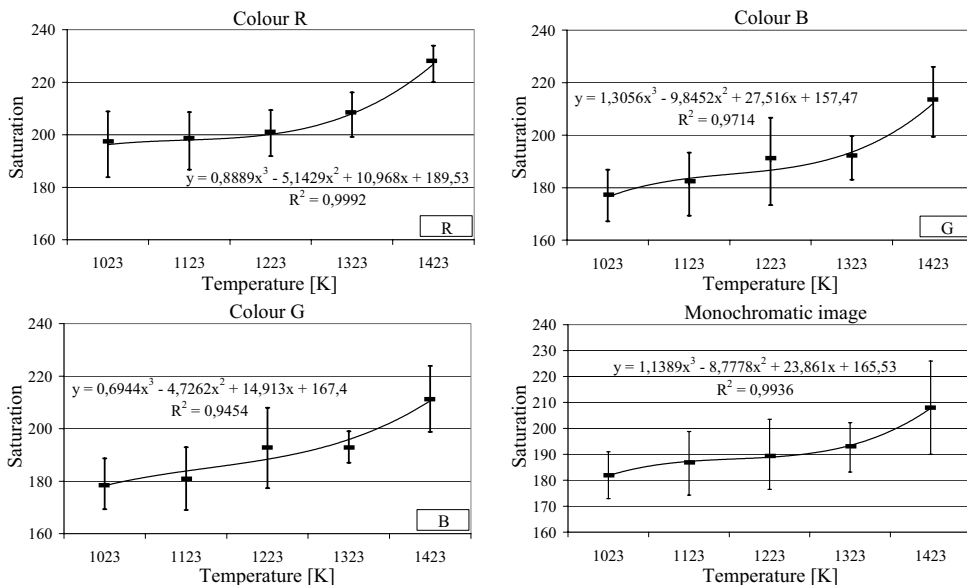 Colour R
240
220
200
180
160
Saturation
y = 0,8889x³ - 5,1429x² + 10,968x + 189,53
R² = 0,9992
R
1023 1123 1223 1323 1423
Temperature [K]
Colour B
240
220
200
180
160
Saturation
y = 1,3056x³ - 9,8452x² + 27,516x + 157,47
R² = 0,9714
G
1023 1123 1223 1323 1423
Temperature [K]
Colour G
240
220
200
180
160
Saturation
y = 0,6944x³ - 4,7262x² + 14,913x + 167,4
R² = 0,9454
B
1023 1123 1223 1323 1423
Temperature [K]
Monochromatic image
240
230
220
210
200
190
180
170
160
Saturation
y = 1,1389x³ - 8,7778x² + 23,861x + 165,53
R² = 0,9936
1023 1123 1223 1323 1423
Temperature [K]